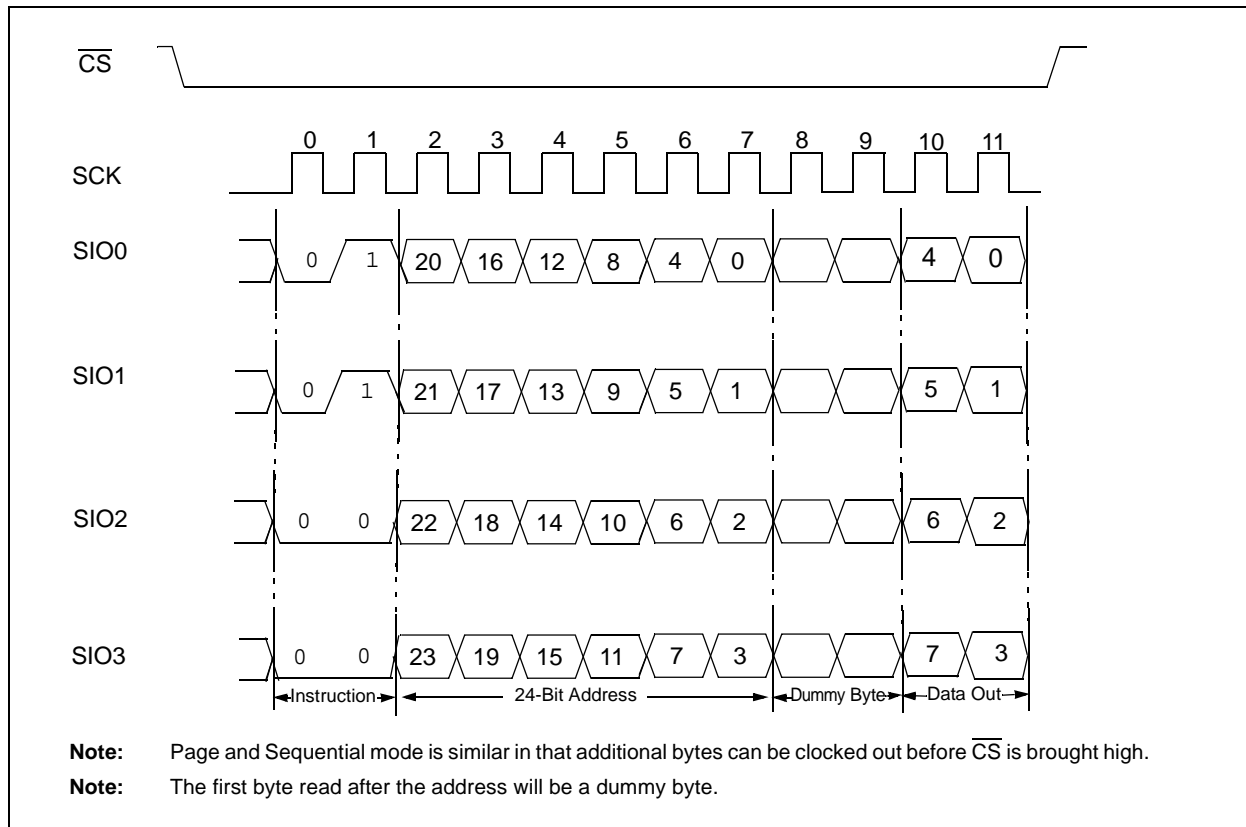 CS
0 1 2 3 4 5 6 7 8 9 10 11
SCK
SIO0 0 1 20 16 12 8 4 0 4 0
SIO1 0 1 21 17 13 9 5 1 5 1
SIO2 0 0 22 18 14 10 6 2 6 2
SIO3 0 0 23 19 15 11 7 3 7 3
Instruction 24-Bit Address Dummy Byte Data Out
Note: Page and Sequential mode is similar in that additional bytes can be clocked out before CS is brought high.
Note: The first byte read after the address will be a dummy byte.